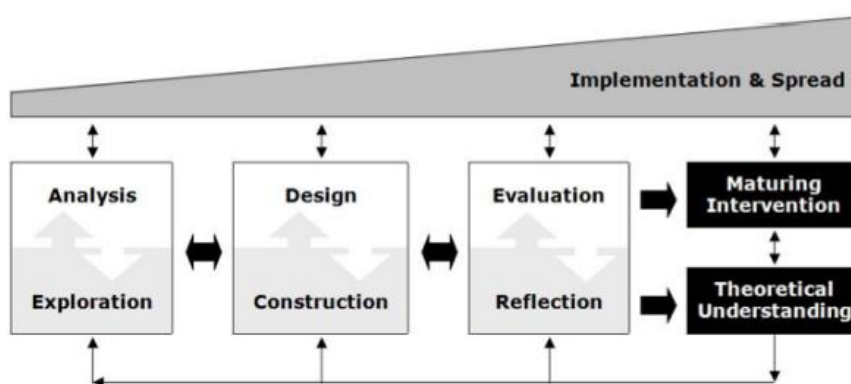 Implementation & Spread
Analysis
Exploration
Design
Construction
Evaluation
Reflection
Maturing
Intervention
Theoretical
Understanding